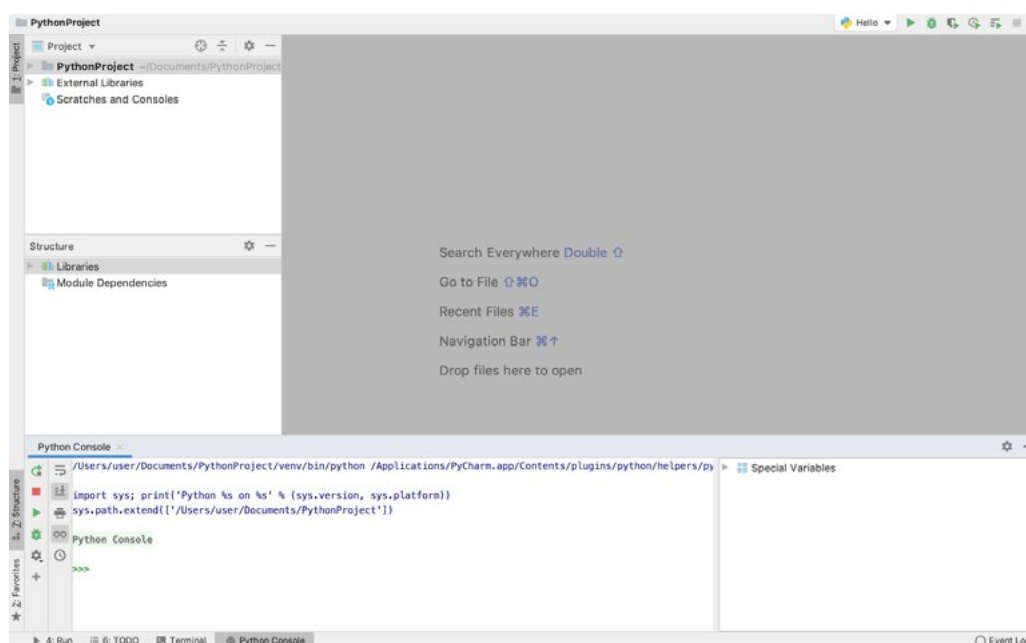 PythonProject
Hello
1: Project
Project
PythonProject ~/Documents/PythonProject
External Libraries
Scratches and Consoles
Structure
Libraries
Module Dependencies
Search Everywhere Double ⇧
Go to File ⇧⌘O
Recent Files ⌘E
Navigation Bar ⌘↑
Drop files here to open
Python Console
/Users/user/Documents/PythonProject/venv/bin/python /Applications/PyCharm.app/Contents/plugins/python/helpers/py
Special Variables
import sys; print('Python %s on %s' % (sys.version, sys.platform))
sys.path.extend(['/Users/user/Documents/PythonProject'])
Python Console
>>>
Z: Structure
2: Favorites
4: Run
6: TODO
Terminal
Python Console
Event Lo